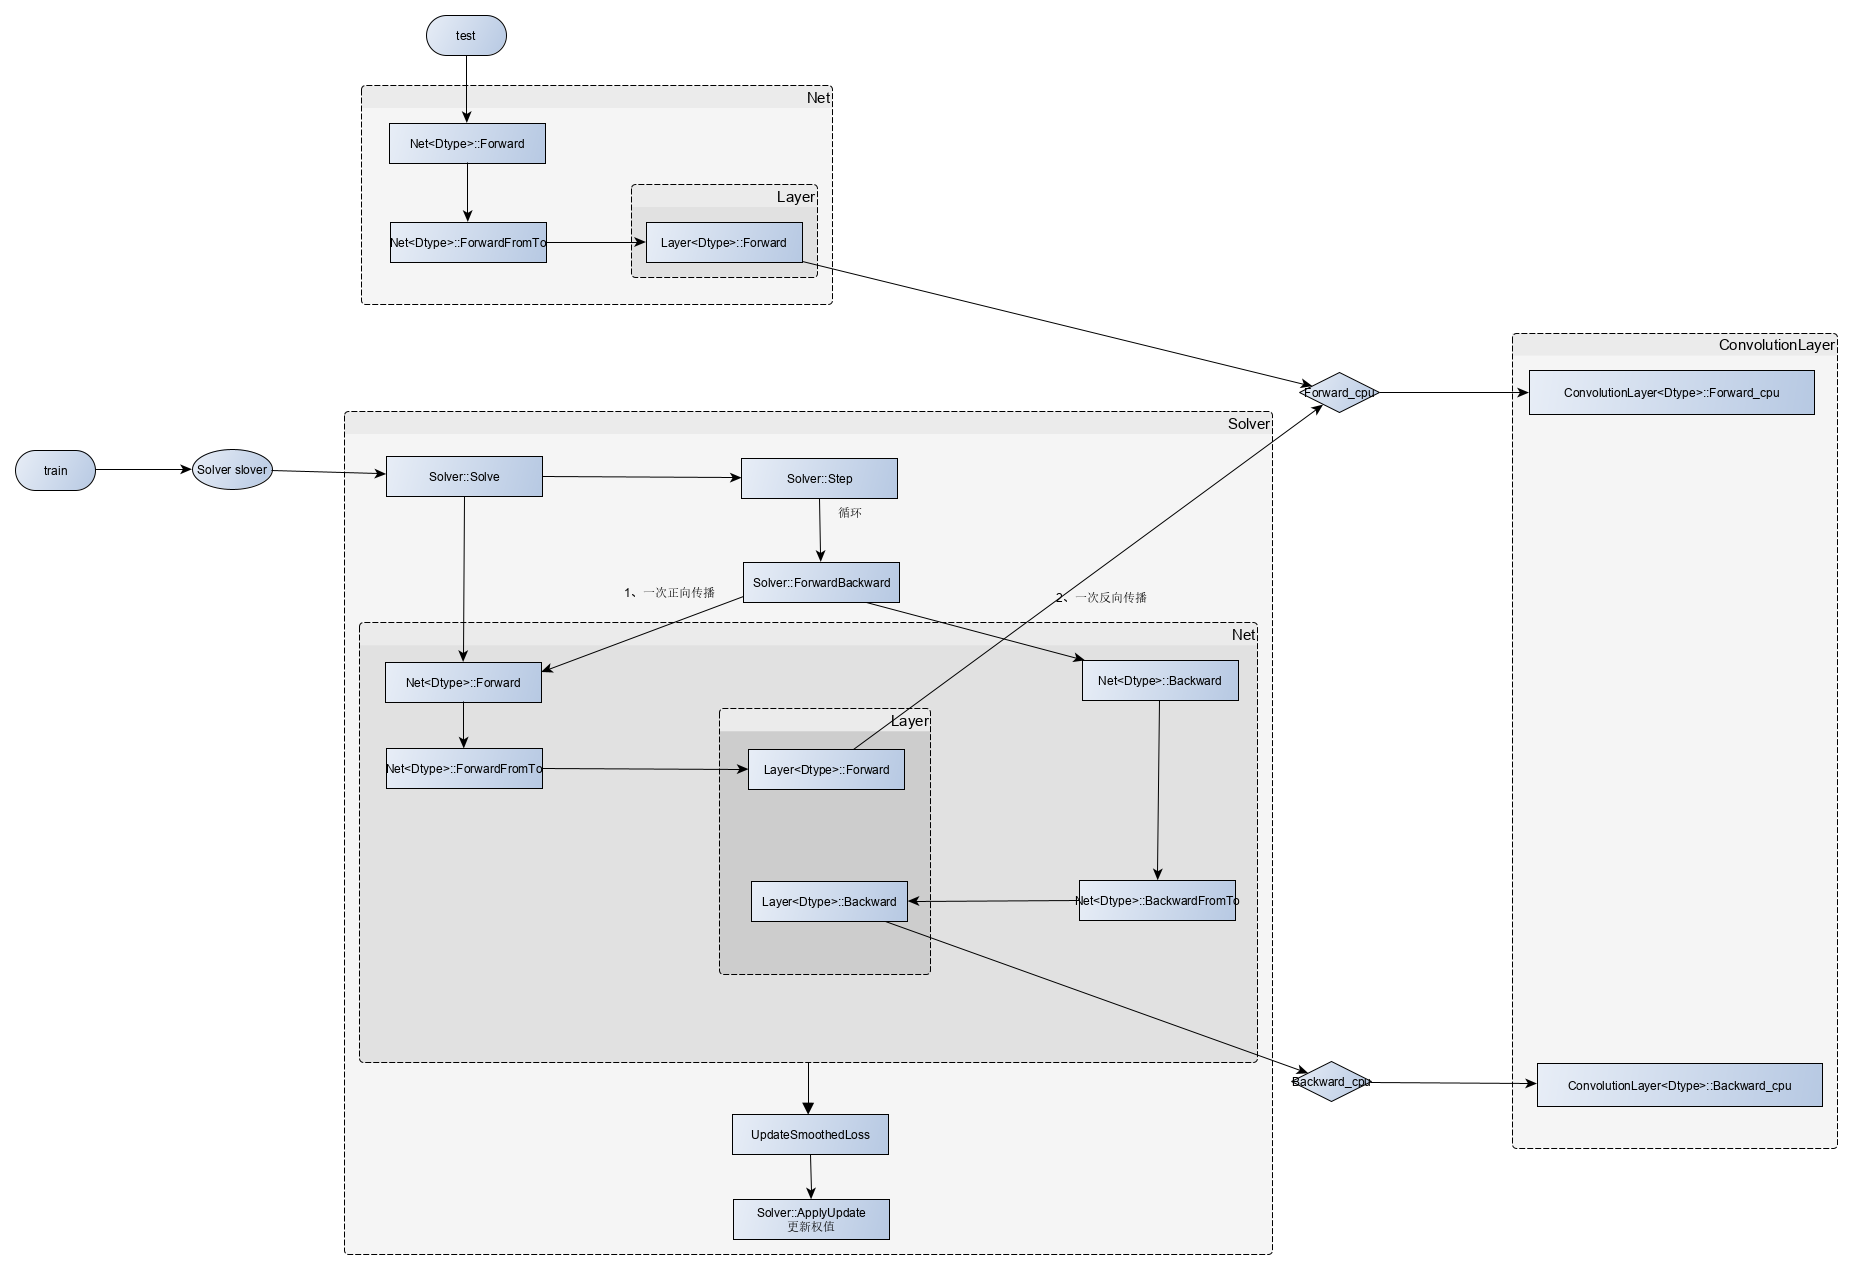 test
Net
Net<Dtype>::Forward
Layer
Net<Dtype>::ForwardFromTo
Layer<Dtype>::Forward
ConvolutionLayer
Forward_cpu
ConvolutionLayer<Dtype>::Forward_cpu
Solver
train
Solver slover
Solver::Solve
Solver::Step
循环
Solver::ForwardBackward
1、一次正向传播
2、一次反向传播
Net
Net<Dtype>::Forward
Net<Dtype>::Backward
Layer
Net<Dtype>::ForwardFromTo
Layer<Dtype>::Forward
Layer<Dtype>::Backward
Net<Dtype>::BackwardFromTo
Backward_cpu
ConvolutionLayer<Dtype>::Backward_cpu
UpdateSmoothedLoss
Solver::ApplyUpdate
更新权值